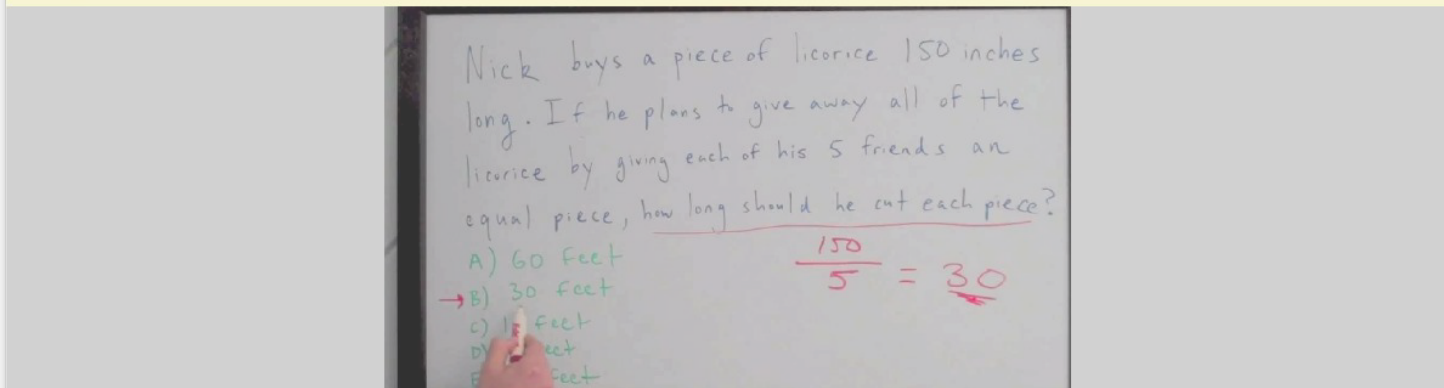 Nick buys a piece of licorice 150 inches
long. If he plans to give away all of the
licorice by giving each of his 5 friends an
equal piece, how long should he cut each piece?
A) 60 feet
150
B) 30 feet
5 = 30
C) feet
D)
feet